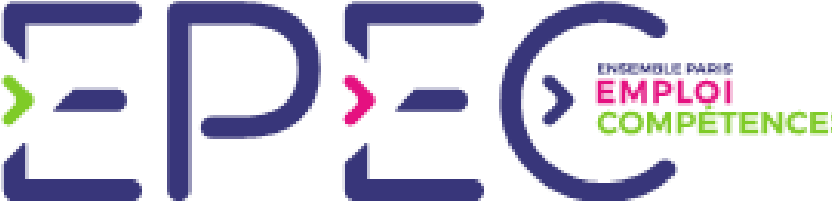 EPEC
ENSEMBLE PARIS
EMPLOI
COMPÉTENCES